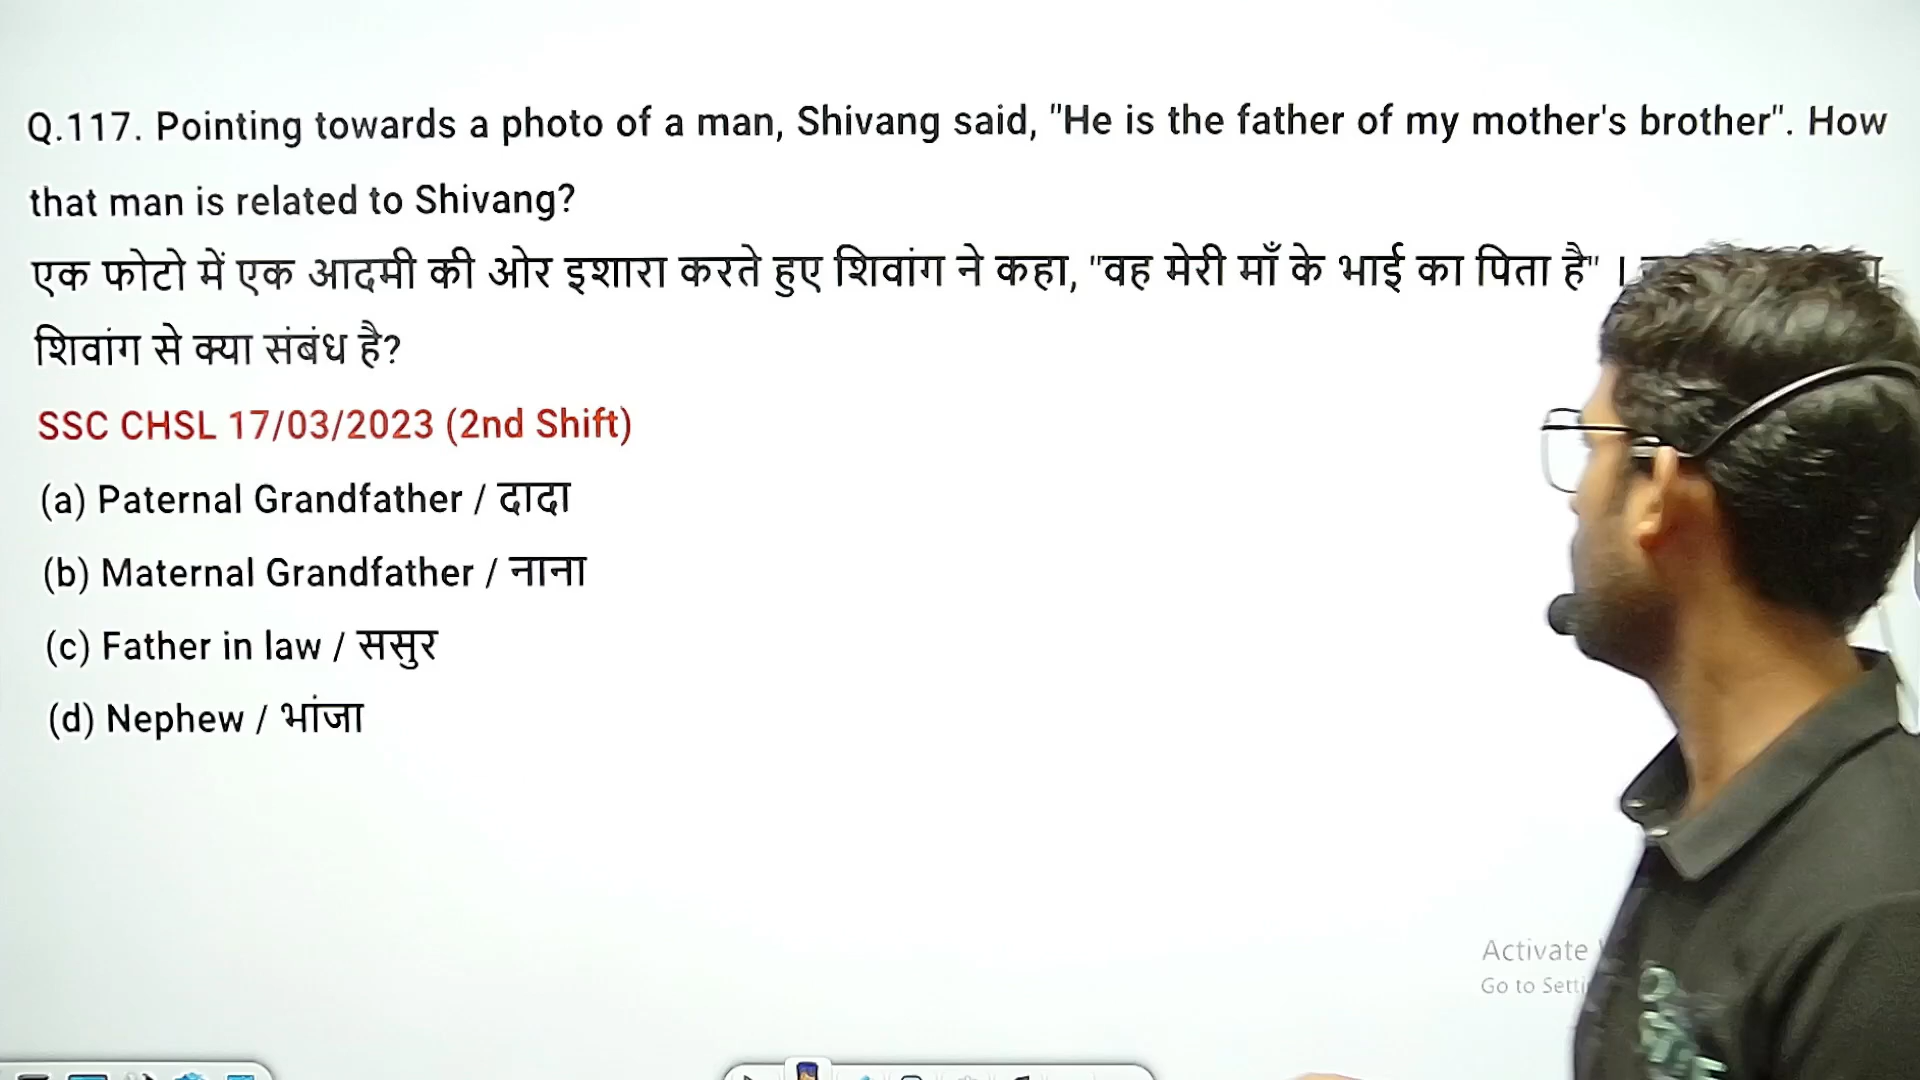 Q.117. Pointing towards a photo of a man, Shivang said, "He is the father of my mother's brother". How
that man is related to Shivang?
एक फोटो में एक आदमी की ओर इशारा करते हुए शिवांग ने कहा, "वह मेरी माँ के भाई का पिता है" ।
शिवांग से क्या संबंध है?
SSC CHSL 17/03/2023 (2nd Shift)
(a) Paternal Grandfather / दादा
(b) Maternal Grandfather / नाना
(c) Father in law / ससुर
(d) Nephew / भांजा
Activate
Go to